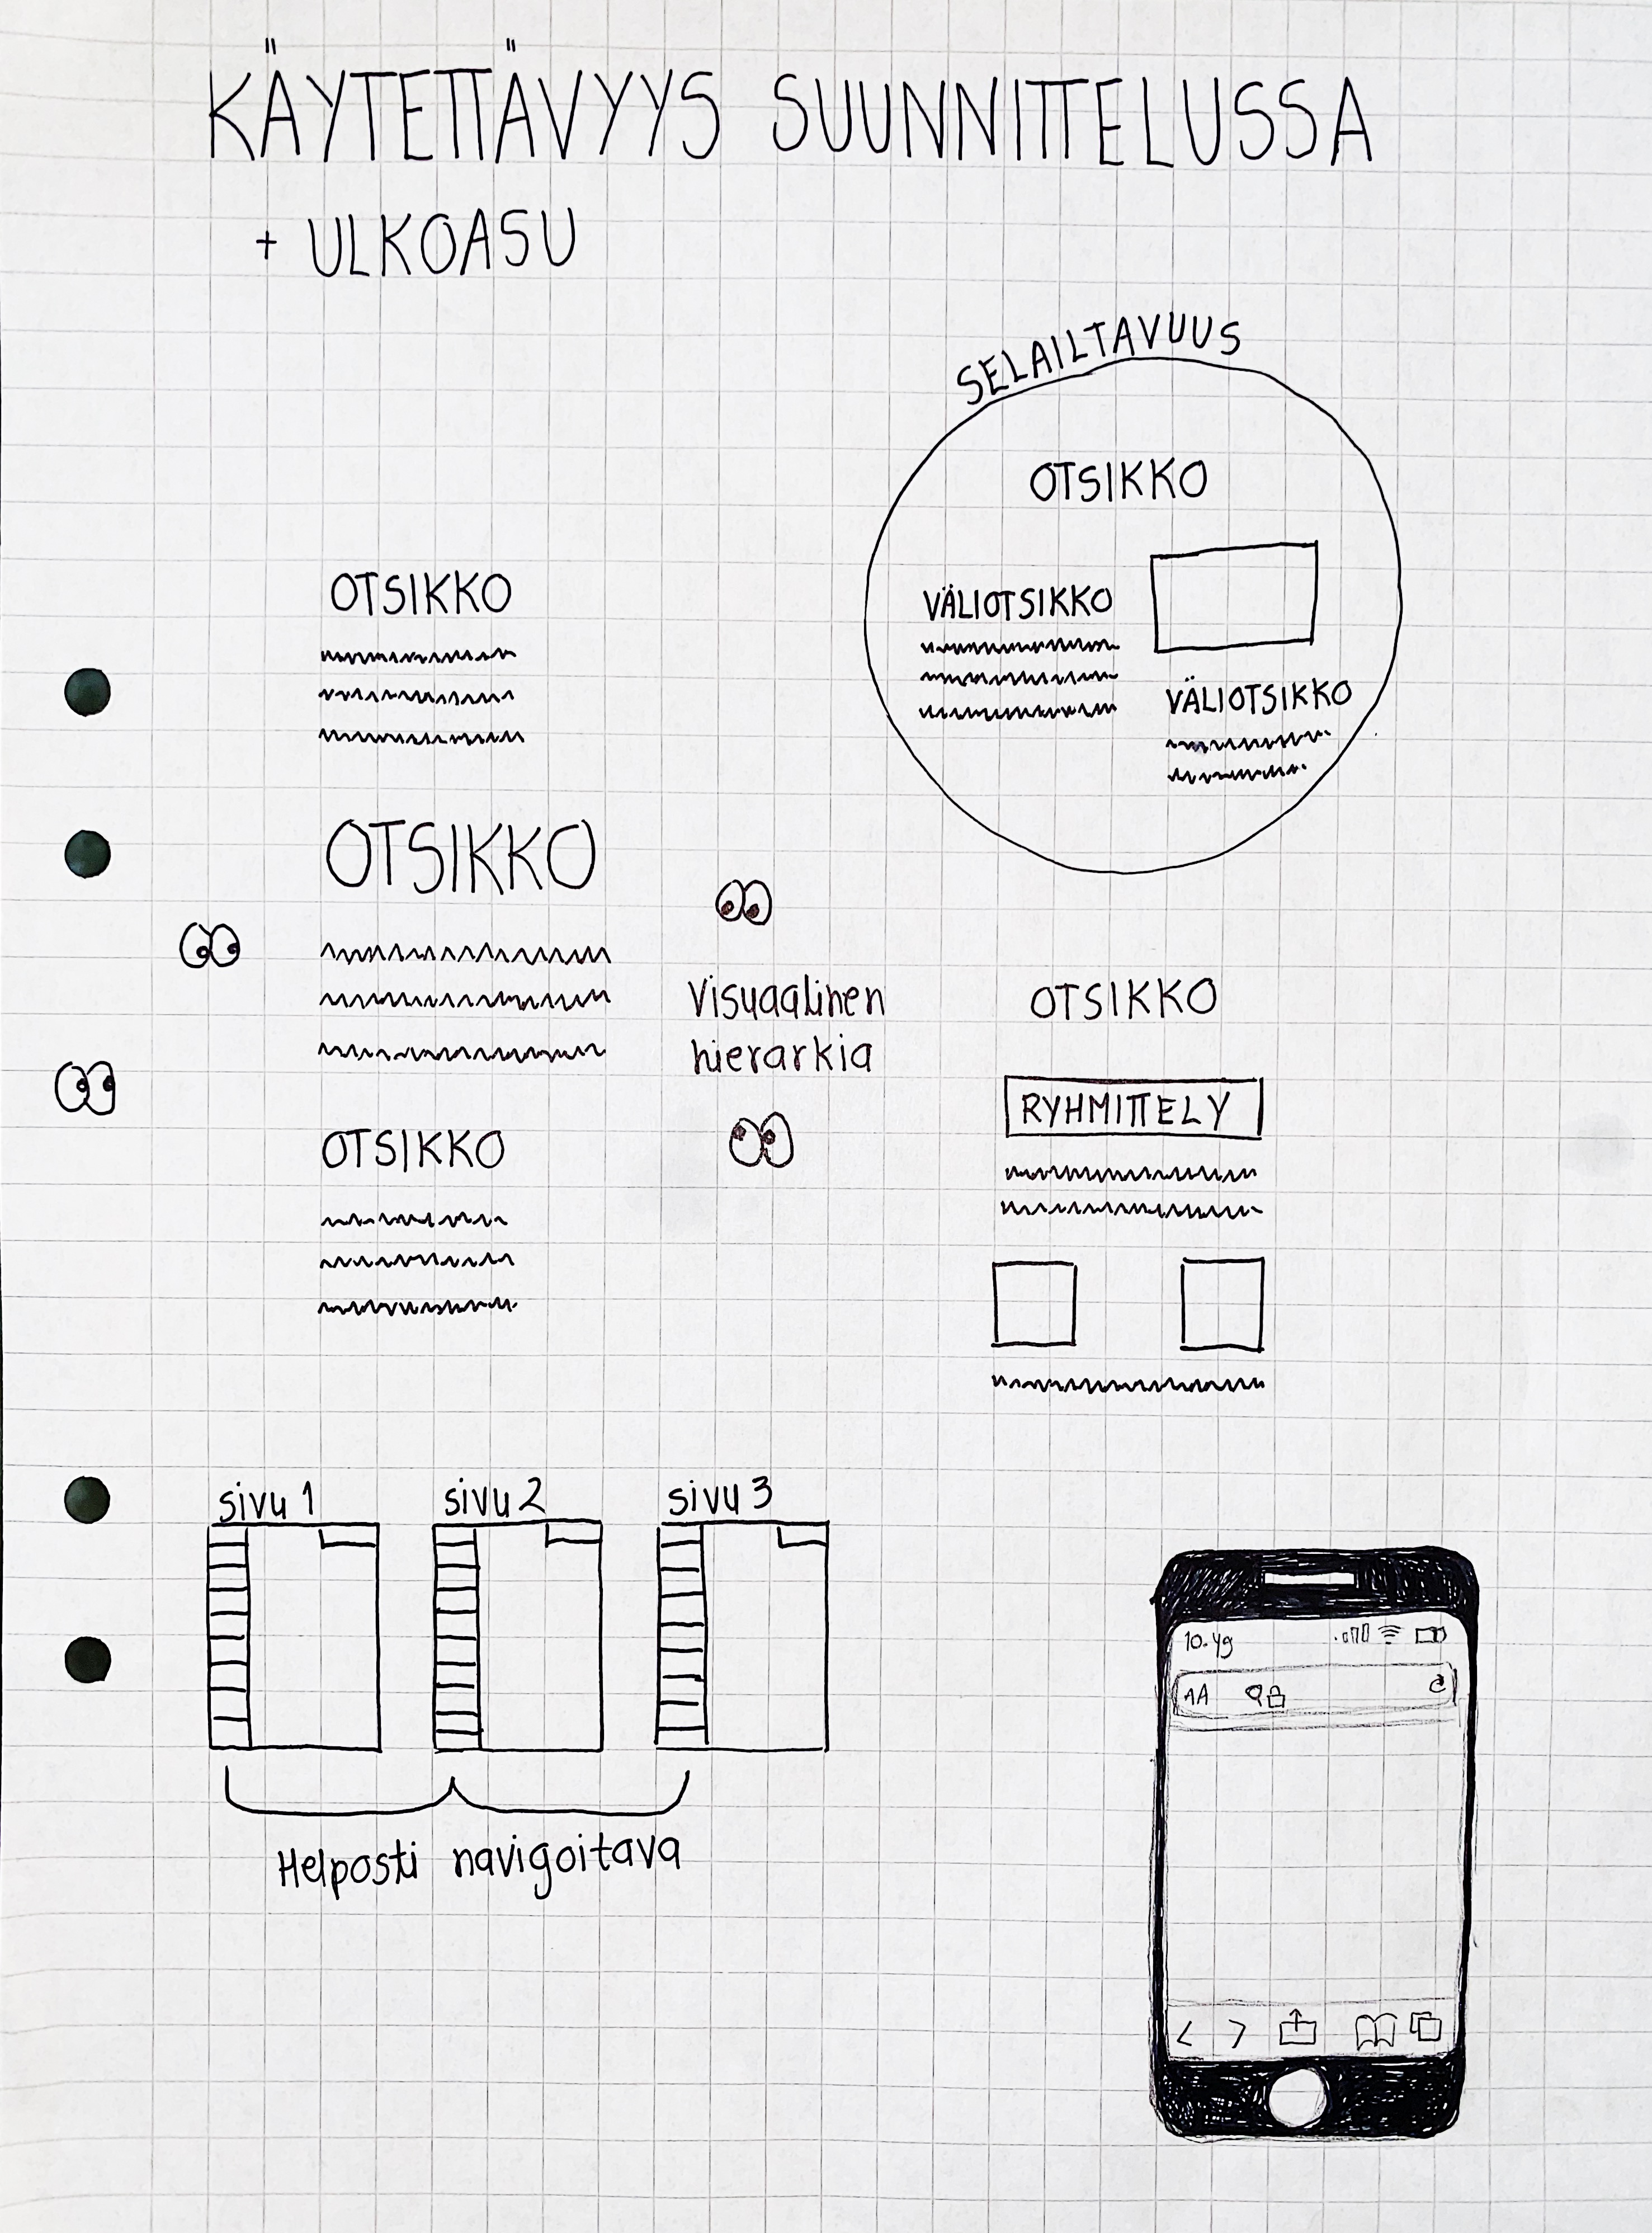 KÄYTETTÄVYYS SUUNNITTELUSSA
+ ULKOASU
SELAILTAVUUS
OTSIKKO
VÄLIOTSIKKO
VÄLIOTSIKKO
OTSIKKO
OTSIKKO
Visuaalinen
hierarkia
OTSIKKO
OTSIKKO
RYHMITTELY
sivu 1
sivu 2
sivu 3
Helposti navigoitava
10.49
AA